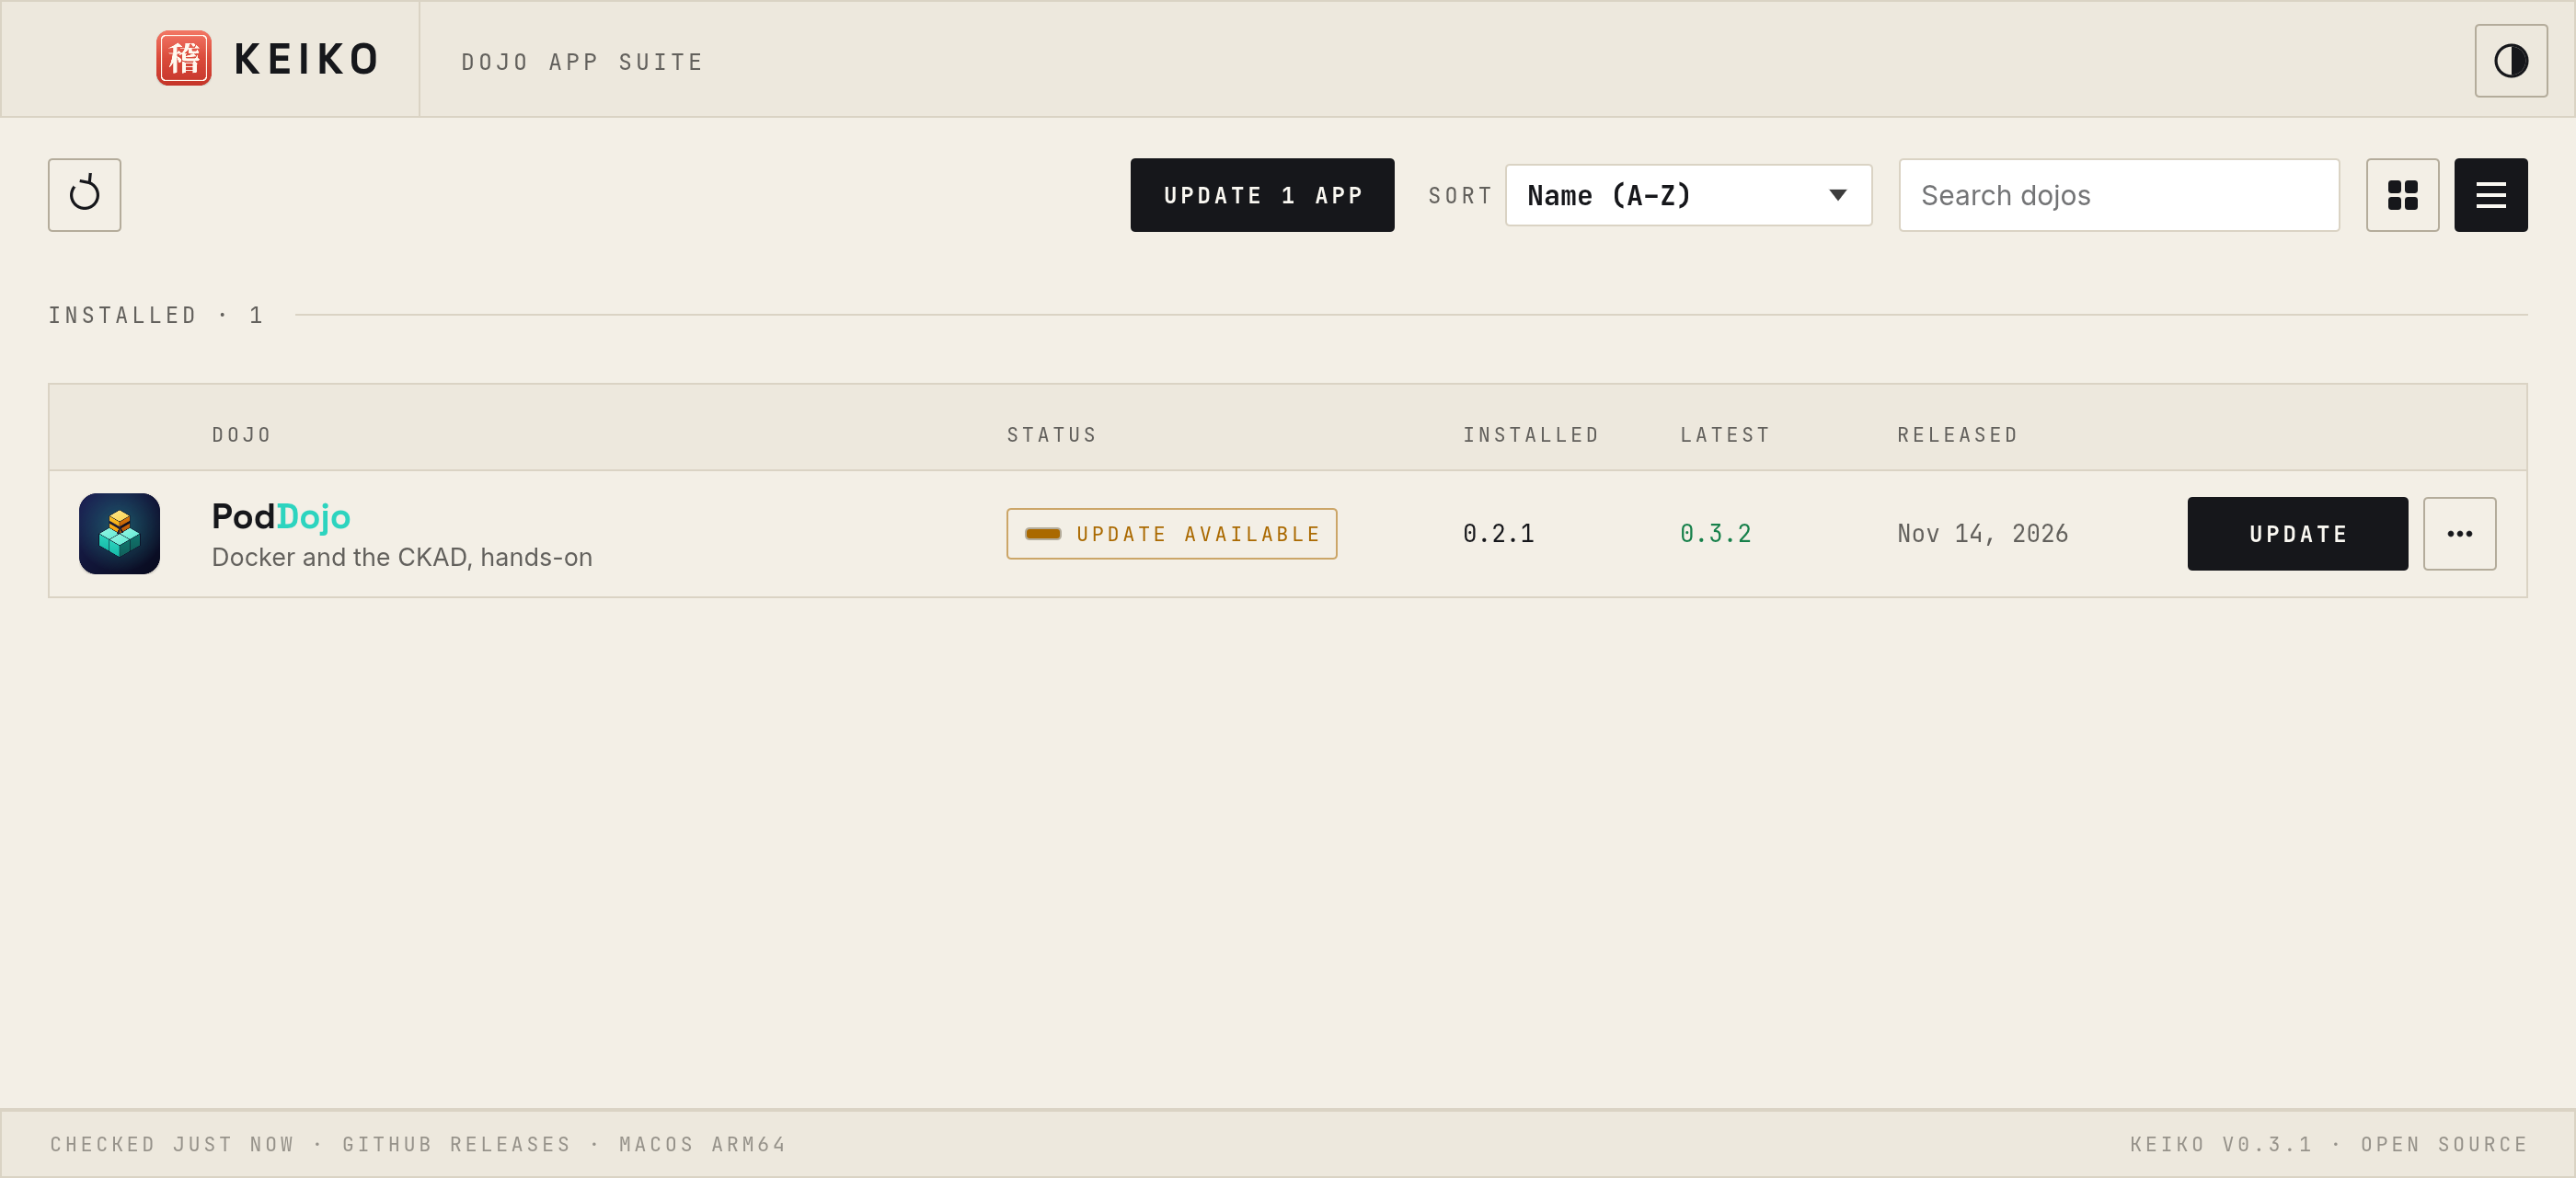 稽 KEIKO
DOJO APP SUITE
UPDATE 1 APP
SORT
Name (A–Z)
Search dojos
INSTALLED · 1
DOJO STATUS INSTALLED LATEST RELEASED
PodDojo
Docker and the CKAD, hands-on
UPDATE AVAILABLE
0.2.1
0.3.2
Nov 14, 2026
UPDATE
CHECKED JUST NOW · GITHUB RELEASES · MACOS ARM64
KEIKO V0.3.1 · OPEN SOURCE